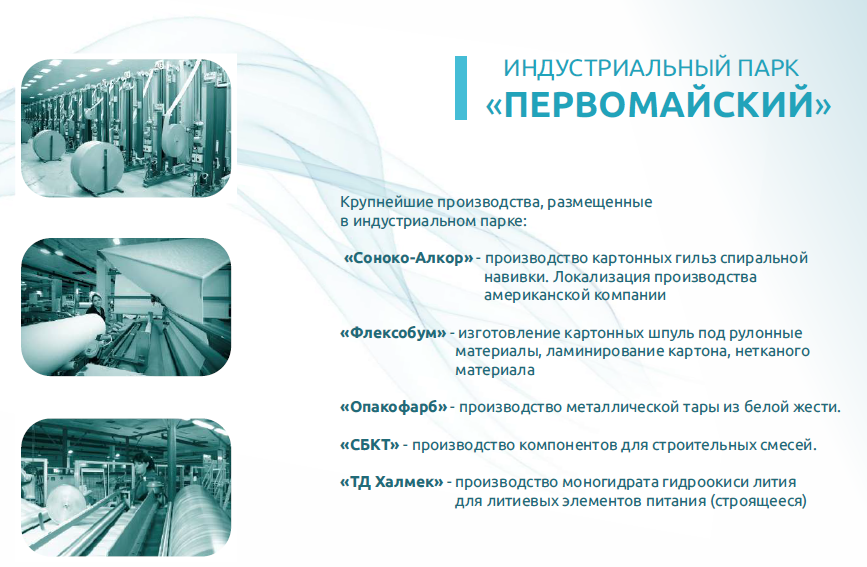 ИНДУСТРИАЛЬНЫЙ ПАРК
«ПЕРВОМАЙСКИЙ»
Крупнейшие производства, размещенные
в индустриальном парке:
«Соноко-Алкор» - производство картонных гильз спиральной
навивки. Локализация производства
американской компании
«Флексобум» - изготовление картонных шпуль под рулонные
материалы, ламинирование картона, нетканого
материала
«Опакофарб» - производство металлической тары из белой жести.
«СБКТ» - производство компонентов для строительных смесей.
«ТД Халмек» - производство моногидрата гидроокиси лития
для литиевых элементов питания (строящееся)